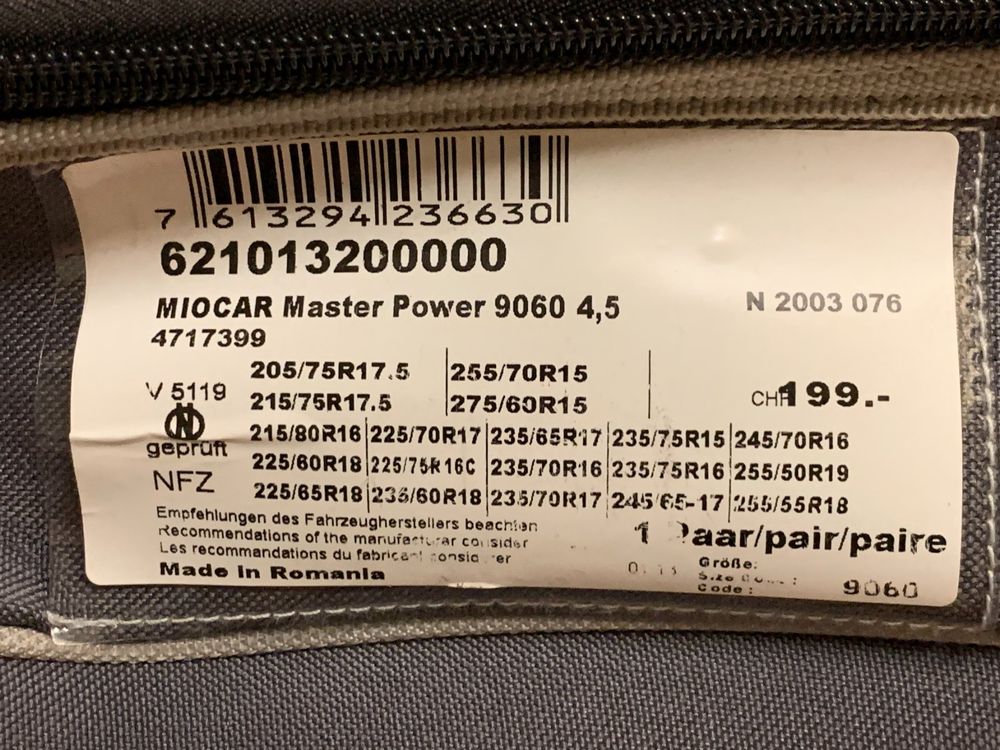 7 613294 236630
621013200000
MIOCAR Master Power 9060 4,5
N 2003 076
4717399
205/75R17.5 255/70R15
V 5119
215/75R17.5 275/60R15
CHF 199.-
215/80R16 225/70R17 235/65R17 235/75R15 245/70R16
geprüft
225/60R18 225/75R16C 235/70R16 235/75R16 255/50R19
NFZ
225/65R18 235/60R18 235/70R17 245/65-17 255/55R18
Empfehlungen des Fahrzeugherstellers beachten
Recommendations of the manufacturar consider
Les recommandations du fabricant
Made In Romania
1 Paar/pair/paire
Größe:
Size
Code :
9060